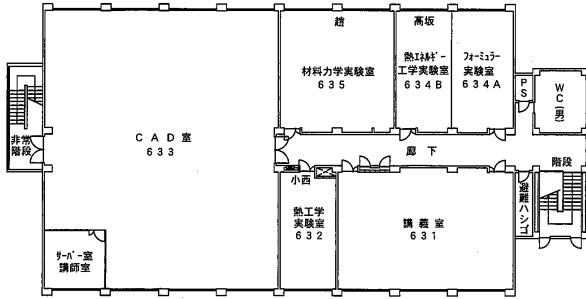 趙
材料力学実験室
635
高坂
熱エネルギー
工学実験室
634B
フォーミュラー
実験室
634A
PS
WC(男)
非常
階段
CAD室
633
廊下
階段
小西
熱工学
実験室
632
講義室
631
避難ハシゴ
サーバー室
講師室